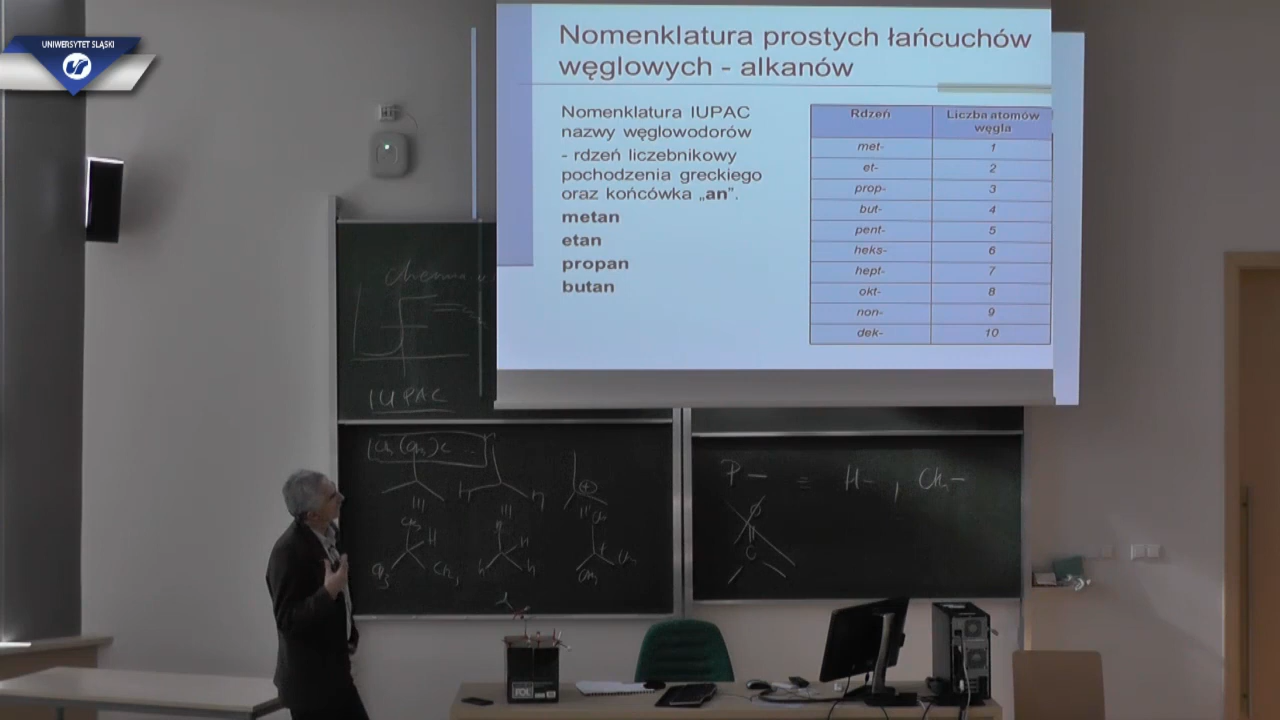 UNIWERSYTET ŚLĄSKI
Nomenklatura prostych łańcuchów
węglowych - alkanów
Nomenklatura IUPAC
nazwy węglowodorów
- rdzeń liczebnikowy
pochodzenia greckiego
oraz końcówka „an".
metan
etan
propan
butan
Rdzeń Liczba atomów węgla
met- 1
et- 2
prop- 3
but- 4
pent- 5
heks- 6
hept- 7
okt- 8
non- 9
dek- 10
IUPAC